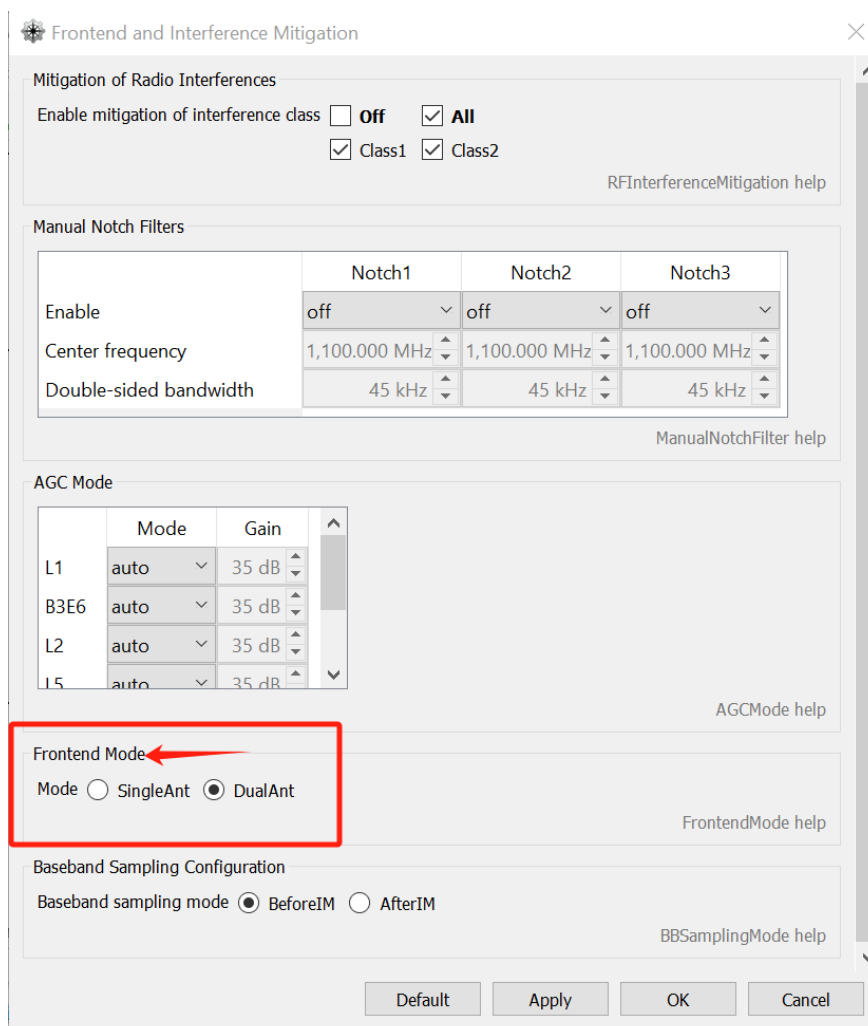 Frontend and Interference Mitigation
Mitigation of Radio Interferences
Enable mitigation of interference class Off All
Class1 Class2
RFInterferenceMitigation help
Manual Notch Filters
Notch1 Notch2 Notch3
Enable off off off
Center frequency 1,100.000 MHz 1,100.000 MHz 1,100.000 MHz
Double-sided bandwidth 45 kHz 45 kHz 45 kHz
ManualNotchFilter help
AGC Mode
Mode Gain
L1 auto 35 dB
B3E6 auto 35 dB
L2 auto 35 dB
L5 auto 35 dB
AGCMode help
Frontend Mode
Mode SingleAnt DualAnt
FrontendMode help
Baseband Sampling Configuration
Baseband sampling mode BeforeIM AfterIM
BBSamplingMode help
Default Apply OK Cancel